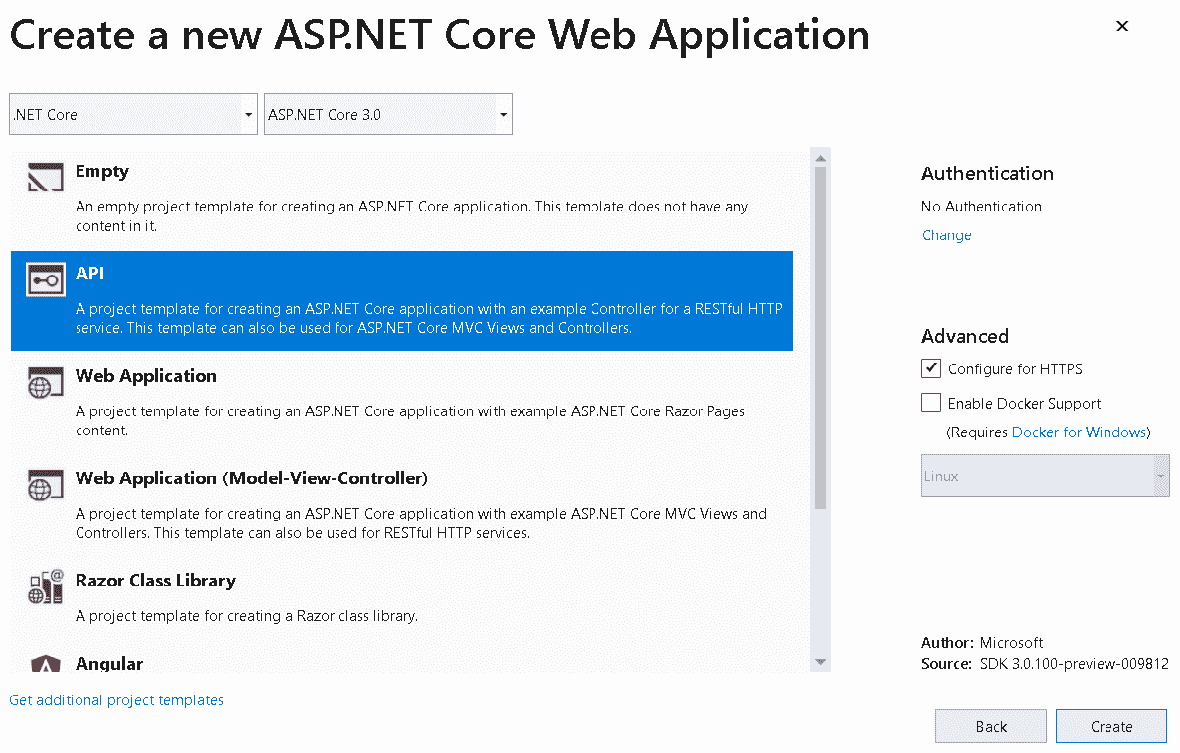 Create a new ASP.NET Core Web Application
.NET Core
ASP.NET Core 3.0
Empty
An empty project template for creating an ASP.NET Core application. This template does not have any
content in it.
API
A project template for creating an ASP.NET Core application with an example Controller for a RESTful HTTP
service. This template can also be used for ASP.NET Core MVC Views and Controllers.
Web Application
A project template for creating an ASP.NET Core application with example ASP.NET Core Razor Pages
content.
Web Application (Model-View-Controller)
A project template for creating an ASP.NET Core application with example ASP.NET Core MVC Views and
Controllers. This template can also be used for RESTful HTTP services.
Razor Class Library
A project template for creating a Razor class library.
Angular
Get additional project templates
Authentication
No Authentication
Change
Advanced
Configure for HTTPS
Enable Docker Support
(Requires Docker for Windows)
Linux
Author: Microsoft
Source: SDK 3.0.100-preview-009812
Back
Create